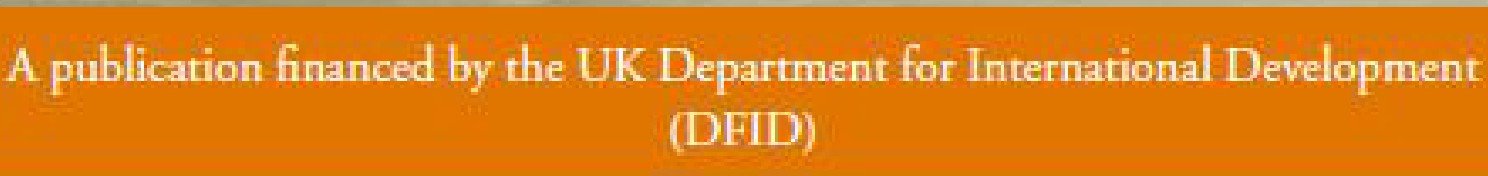 A publication financed by the UK Department for International Development
(DFID)